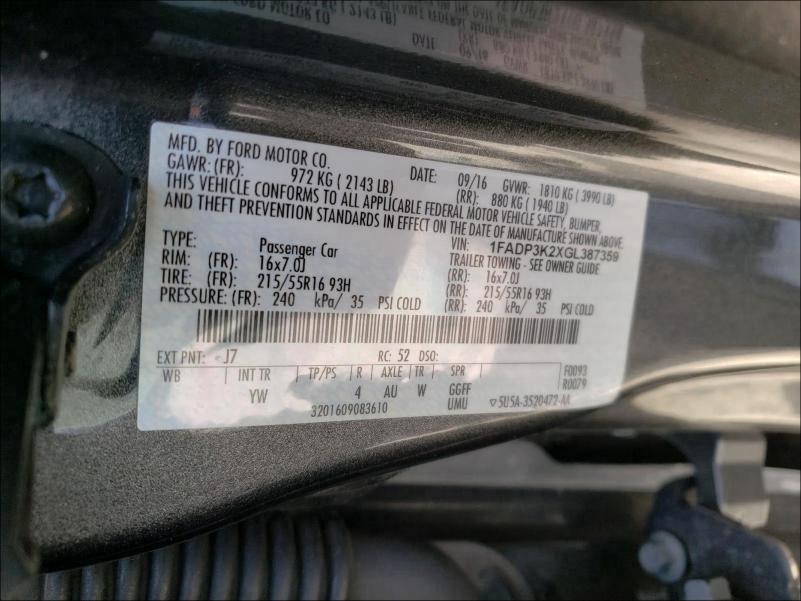 MFD. BY FORD MOTOR CO. DATE: 09/16 GVWR: 1810 KG ( 3990 LB)
GAWR: (FR): 972 KG ( 2143 LB) (RR): 880 KG ( 1940 LB)
THIS VEHICLE CONFORMS TO ALL APPLICABLE FEDERAL MOTOR VEHICLE SAFETY, BUMPER,
AND THEFT PREVENTION STANDARDS IN EFFECT ON THE DATE OF MANUFACTURE SHOWN ABOVE.
VIN: 1FADP3K2XGL387359
TYPE: Passenger Car TRAILER TOWING - SEE OWNER GUIDE
RIM: (FR): 16x7.0J (RR): 16x7.0J
TIRE: (FR): 215/55R16 93H (RR): 215/55R16 93H
PRESSURE: (FR): 240 kPa/ 35 PSI COLD (RR): 240 kPa/ 35 PSI COLD
EXT PNT: J7 RC: 52 DSO: F0093
WB INT TR TP/PS R AXLE TR SPR R0079
YW 4 AU W GGFF
3201609083610 UMU ▽5U5A-3520472-AA